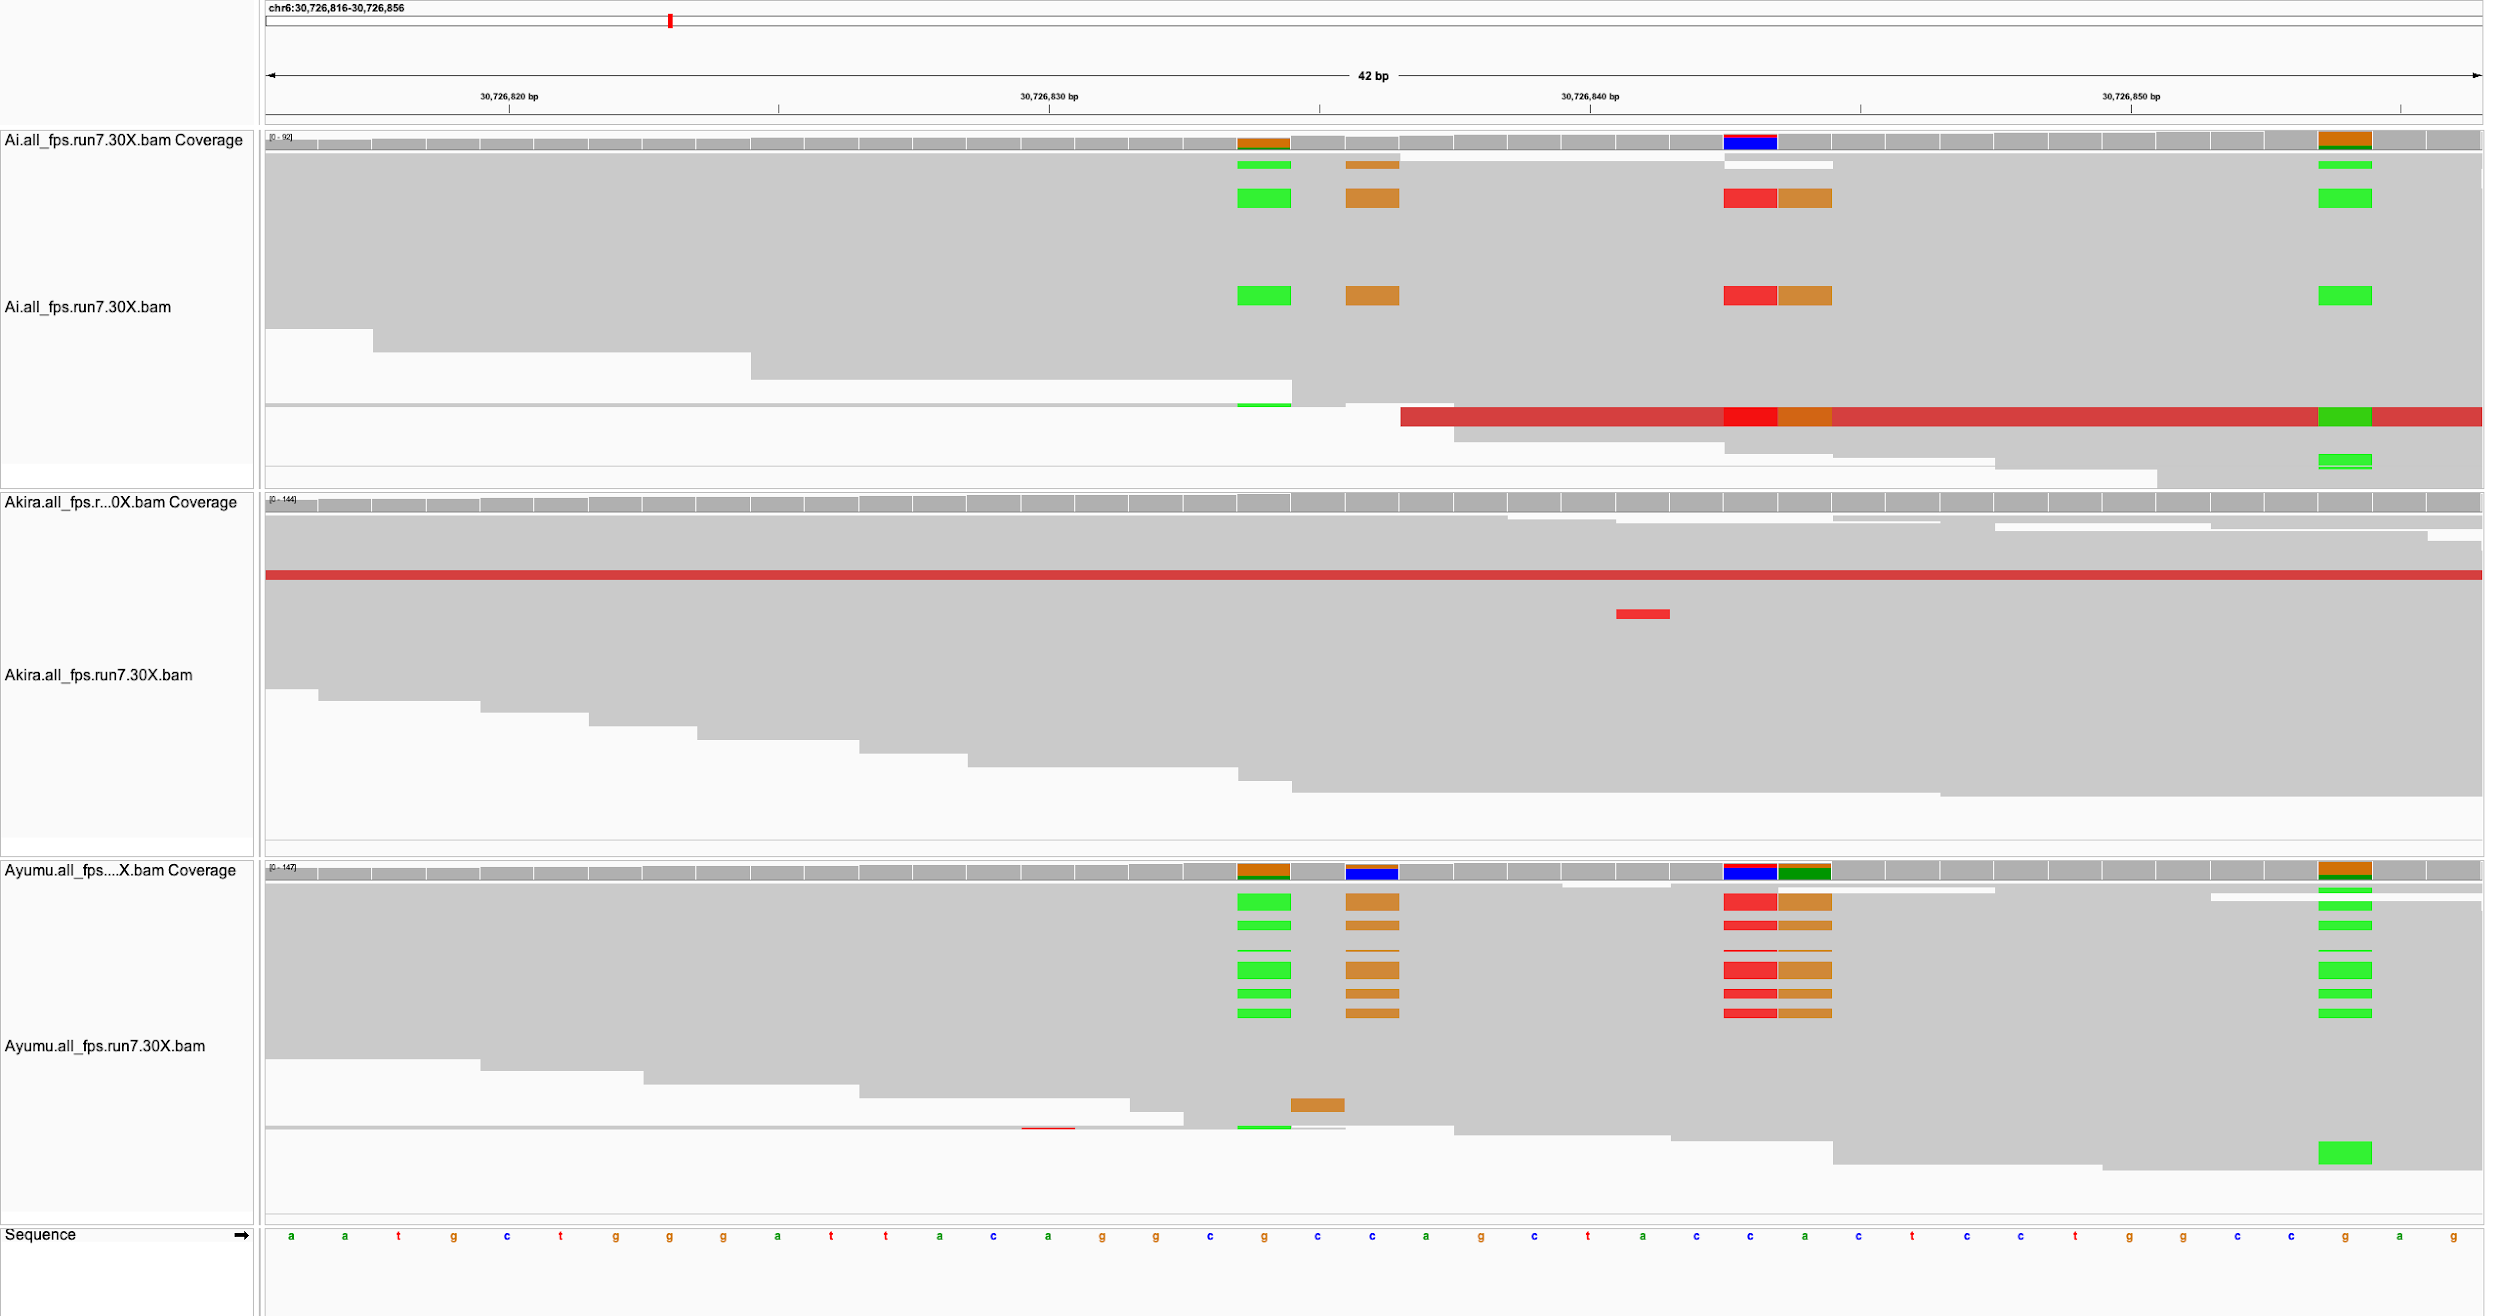 chr6:30,726,816-30,726,856
42 bp
30,726,820 bp 30,726,830 bp 30,726,840 bp 30,726,850 bp
Ai.all_fps.run7.30X.bam Coverage
[0 - 92]
Ai.all_fps.run7.30X.bam
Akira.all_fps.r...0X.bam Coverage
[0 - 144]
Akira.all_fps.run7.30X.bam
Ayumu.all_fps....X.bam Coverage
[0 - 147]
Ayumu.all_fps.run7.30X.bam
Sequence a a t g c t g g g a t t a c a g g c g c c a g c t a c c a c t c c t g g c c g a g